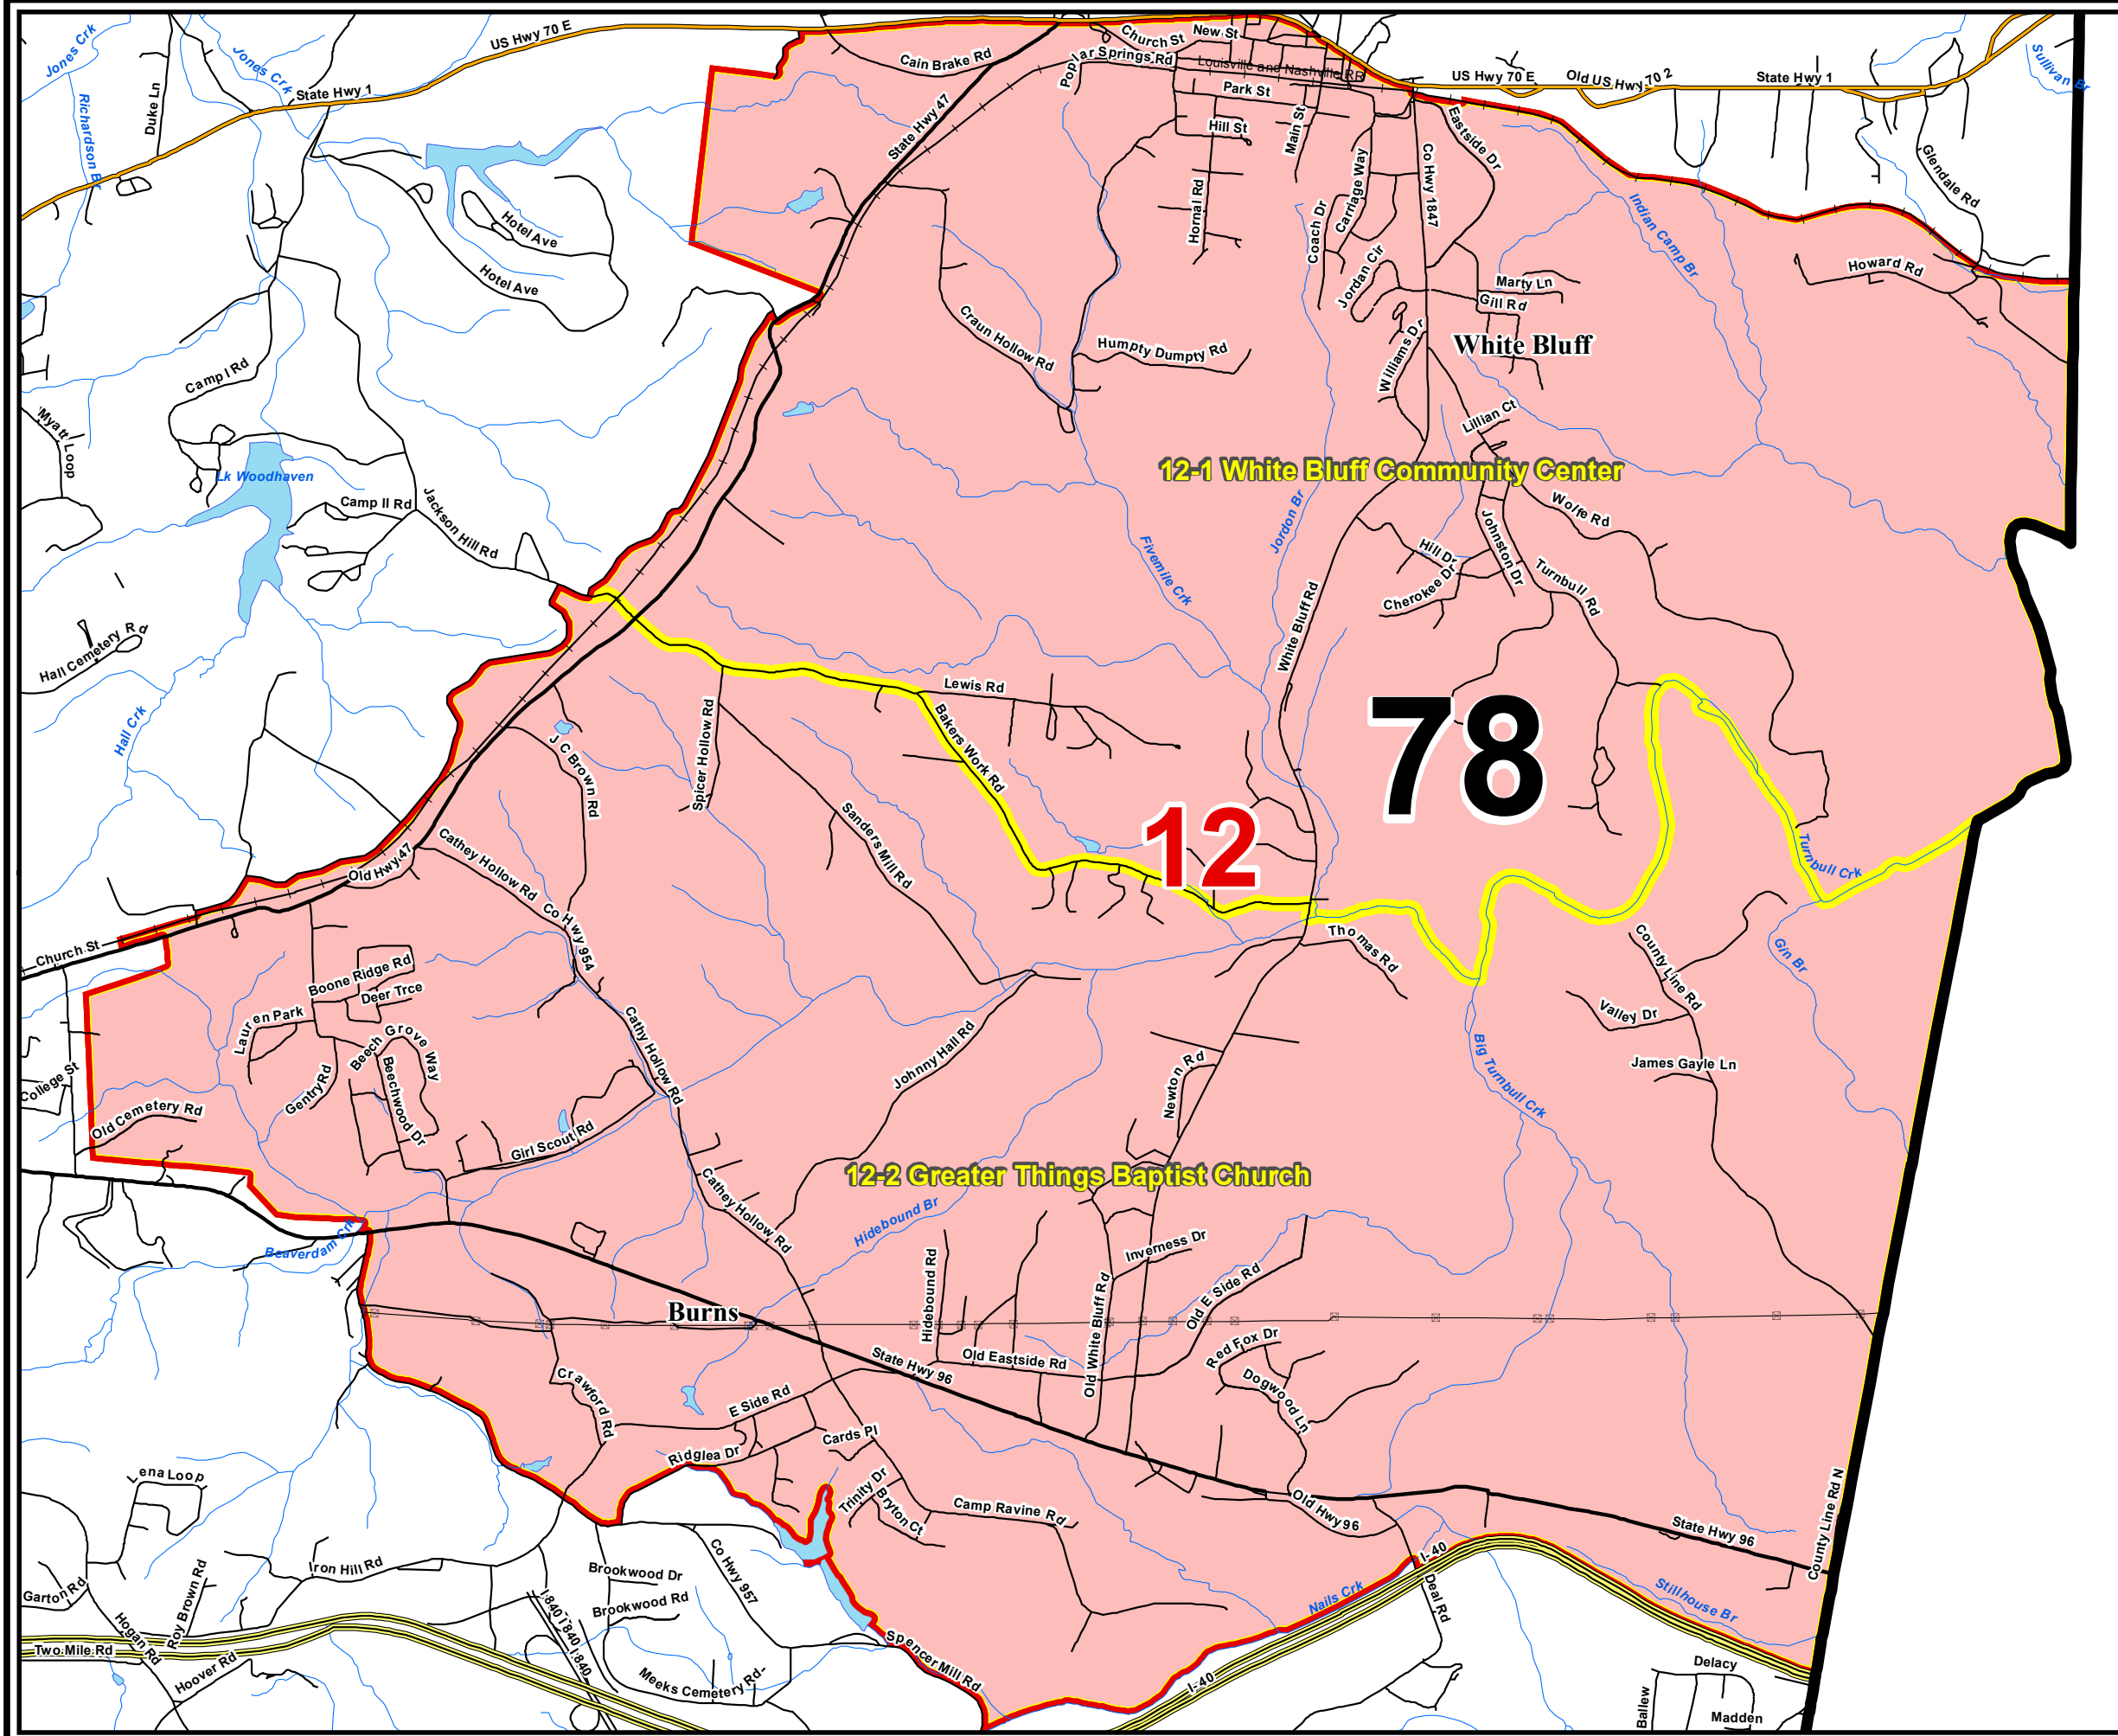 Jones Crk
Jones Crk
US Hwy 70 E
Church St
New St
Sullivan Br
Cain Brake Rd
Poplar Springs Rd
Louisville and Nashville RR
US Hwy 70 E
Old US Hwy 70 2
State Hwy 1
Richardson Br
Duke Ln
State Hwy 1
Park St
State Hwy 47
Hill St
Main St
Eastside Dr
Co Hwy 1847
Carriage Way
Glendale Rd
Hornal Rd
Coach Dr
Indian Camp Br
Hotel Ave
Hotel Ave
Jordan Cir
Marty Ln
Gill Rd
Howard Rd
Craun Hollow Rd
Humpty Dumpty Rd
Williams Dr
White Bluff
Camp I Rd
Myatt Loop
Lillian Ct
12-1 White Bluff Community Center
Lk Woodhaven
Camp II Rd
Jackson Hill Rd
Jordon Br
Wolfe Rd
Fivemile Crk
Hill Dr
Johnston Dr
Cherokee Dr
Turnbull Rd
White Bluff Rd
Hall Cemetery Rd
Hall Crk
Lewis Rd
78
Spicer Hollow Rd
Bakers Work Rd
J C Brown Rd
12
Sanders Mill Rd
Turnbull Crk
Old Hwy 47
Cathey Hollow Rd
Co Hwy 954
Church St
Thomas Rd
County Line Rd
Gin Br
Boone Ridge Rd
Deer Trce
Lauren Park
Beech Grove Way
Cathy Hollow Rd
Valley Dr
Big Turnbull Crk
James Gayle Ln
College St
Gentry Rd
Beechwood Dr
Johnny Hall Rd
Newton Rd
Old Cemetery Rd
Girl Scout Rd
12-2 Greater Things Baptist Church
Cathey Hollow Rd
Hidebound Br
Beaverdam Crk
Inverness Dr
Hidebound Rd
Old White Bluff Rd
Old E Side Rd
Burns
Red Fox Dr
State Hwy 96
Old Eastside Rd
Crawford Rd
E Side Rd
Dogwood Ln
Cards Pl
Ridglea Dr
Lena Loop
Trinity Dr
Bryton Ct
Camp Ravine Rd
Old Hwy 96
State Hwy 96
County Line Rd N
I-40
Iron Hill Rd
Brookwood Dr
Co Hwy 957
Garton Rd
Roy Brown Rd
Brookwood Rd
Nails Crk
Deal Rd
Stillhouse Br
Hogan Rd
I-840
I-840
I-840
Two Mile Rd
Hoover Rd
Meeks Cemetery Rd
Spencer Mill Rd
I-40
Delacy
Ballew
Madden